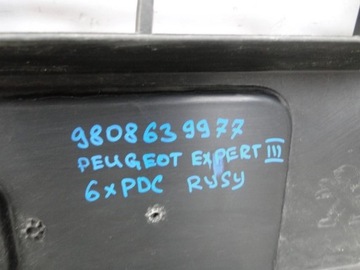 9808639977
PEUGEOT EXPERT III
6xPDC RYSY